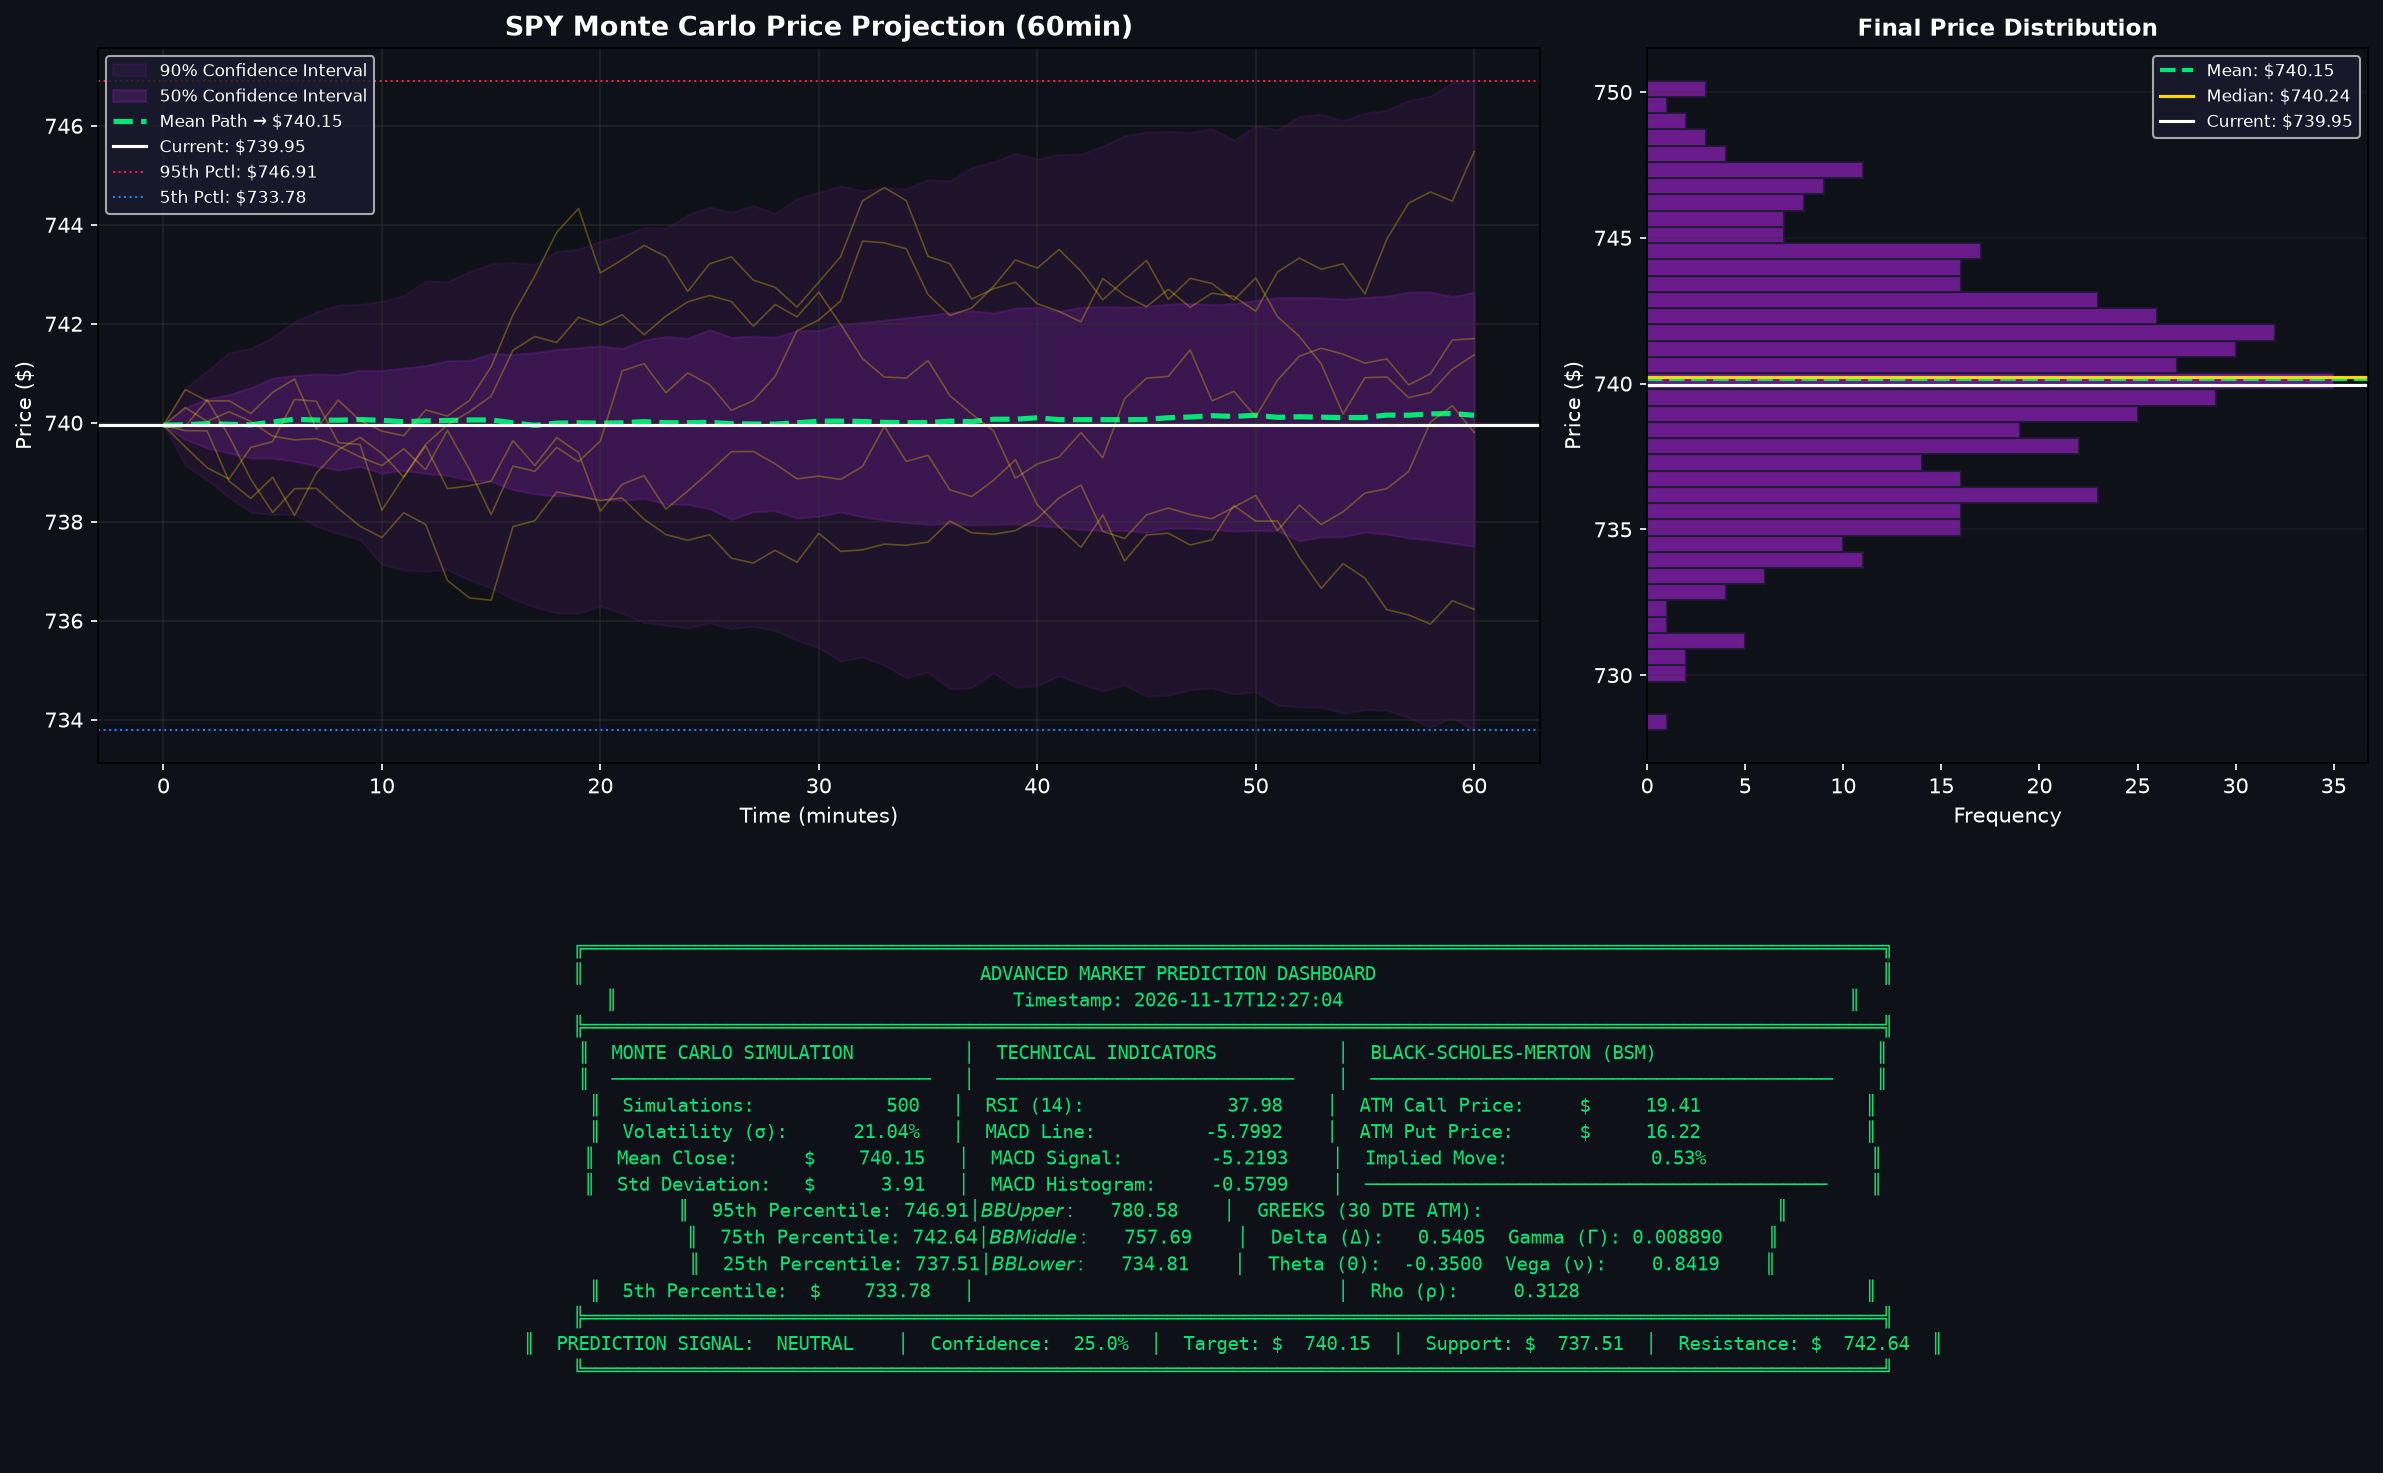 SPY Monte Carlo Price Projection (60min)
90% Confidence Interval
50% Confidence Interval
Mean Path → $740.15
Current: $739.95
95th Pctl: $746.91
5th Pctl: $733.78
746
744
742
740
738
736
734
Price ($)
0 10 20 30 40 50 60
Time (minutes)
Final Price Distribution
Mean: $740.15
Median: $740.24
Current: $739.95
750
745
740
735
730
Price ($)
0 5 10 15 20 25 30 35
Frequency
ADVANCED MARKET PREDICTION DASHBOARD
Timestamp: 2026-11-17T12:27:04
║ MONTE CARLO SIMULATION │ TECHNICAL INDICATORS │ BLACK-SCHOLES-MERTON (BSM) ║
║ Simulations: 500 │ RSI (14): 37.98 │ ATM Call Price: $ 19.41 ║
║ Volatility (σ): 21.04% │ MACD Line: -5.7992 │ ATM Put Price: $ 16.22 ║
║ Mean Close: $ 740.15 │ MACD Signal: -5.2193 │ Implied Move: 0.53% ║
║ Std Deviation: $ 3.91 │ MACD Histogram: -0.5799 │ ║
║ 95th Percentile: 746.91│BBUpper: 780.58 │ GREEKS (30 DTE ATM): ║
║ 75th Percentile: 742.64│BBMiddle: 757.69 │ Delta (Δ): 0.5405 Gamma (Γ): 0.008890 ║
║ 25th Percentile: 737.51│BBLower: 734.81 │ Theta (Θ): -0.3500 Vega (ν): 0.8419 ║
║ 5th Percentile: $ 733.78 │ │ Rho (ρ): 0.3128 ║
║ PREDICTION SIGNAL: NEUTRAL │ Confidence: 25.0% │ Target: $ 740.15 │ Support: $ 737.51 │ Resistance: $ 742.64 ║